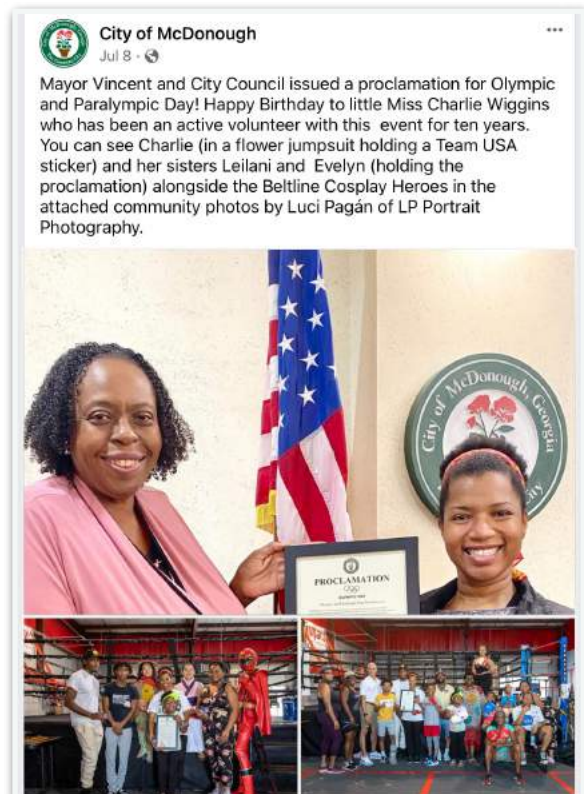 City of McDonough
Jul 8 ·
Mayor Vincent and City Council issued a proclamation for Olympic
and Paralympic Day! Happy Birthday to little Miss Charlie Wiggins
who has been an active volunteer with this event for ten years.
You can see Charlie (in a flower jumpsuit holding a Team USA
sticker) and her sisters Leilani and Evelyn (holding the
proclamation) alongside the Beltline Cosplay Heroes in the
attached community photos by Luci Pagán of LP Portrait
Photography.
City of McDonough, Georgia
City
PROCLAMATION